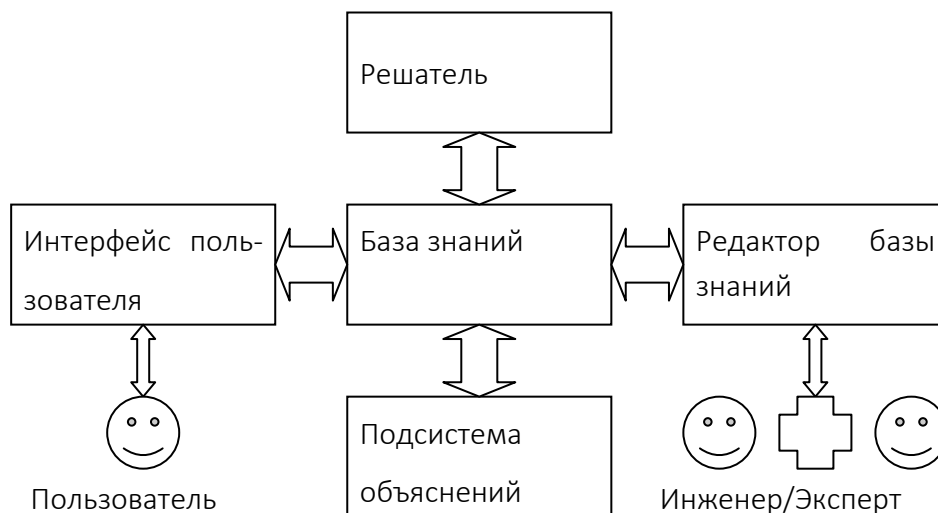 Решатель
Интерфейс поль-
зователя
База знаний
Редактор базы
знаний
Подсистема
объяснений
Пользователь
Инженер/Эксперт